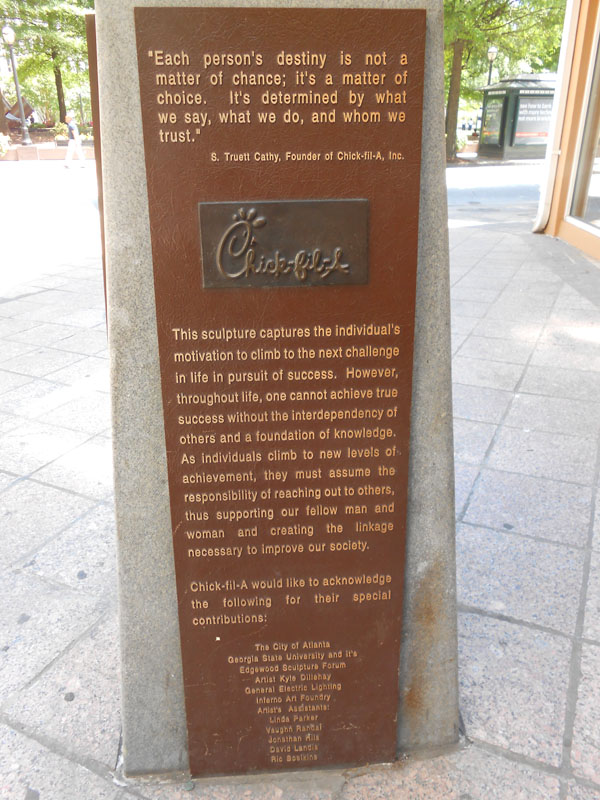 "Each person's destiny is not a
matter of chance; it's a matter of
choice. It's determined by what
we say, what we do, and whom we
trust."
S. Truett Cathy, Founder of Chick-fil-A, Inc.
Chick-fil-A
This sculpture captures the individual's
motivation to climb to the next challenge
in life in pursuit of success. However,
throughout life, one cannot achieve true
success without the interdependency of
others and a foundation of knowledge.
As individuals climb to new levels of
achievement, they must assume the
responsibility of reaching out to others,
thus supporting our fellow man and
woman and creating the linkage
necessary to improve our society.
Chick-fil-A would like to acknowledge
the following for their special
contributions:
The City of Atlanta
Georgia State University and it's
Edgewood Sculpture Forum
Artist Kyle Dillehay
General Electric Lighting
Inferno Art Foundry
Artist's Assistants:
Linda Parker
Vaughn Randal
Jonathan
David Landis
Ric